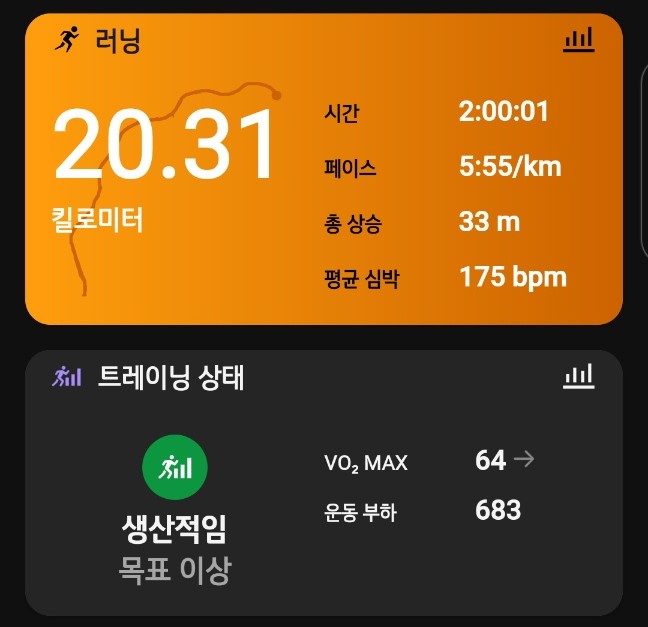 러닝
20.31
킬로미터
시간 2:00:01
페이스 5:55/km
총 상승 33 m
평균 심박 175 bpm
트레이닝 상태
생산적임
목표 이상
VO₂ MAX 64
운동 부하 683